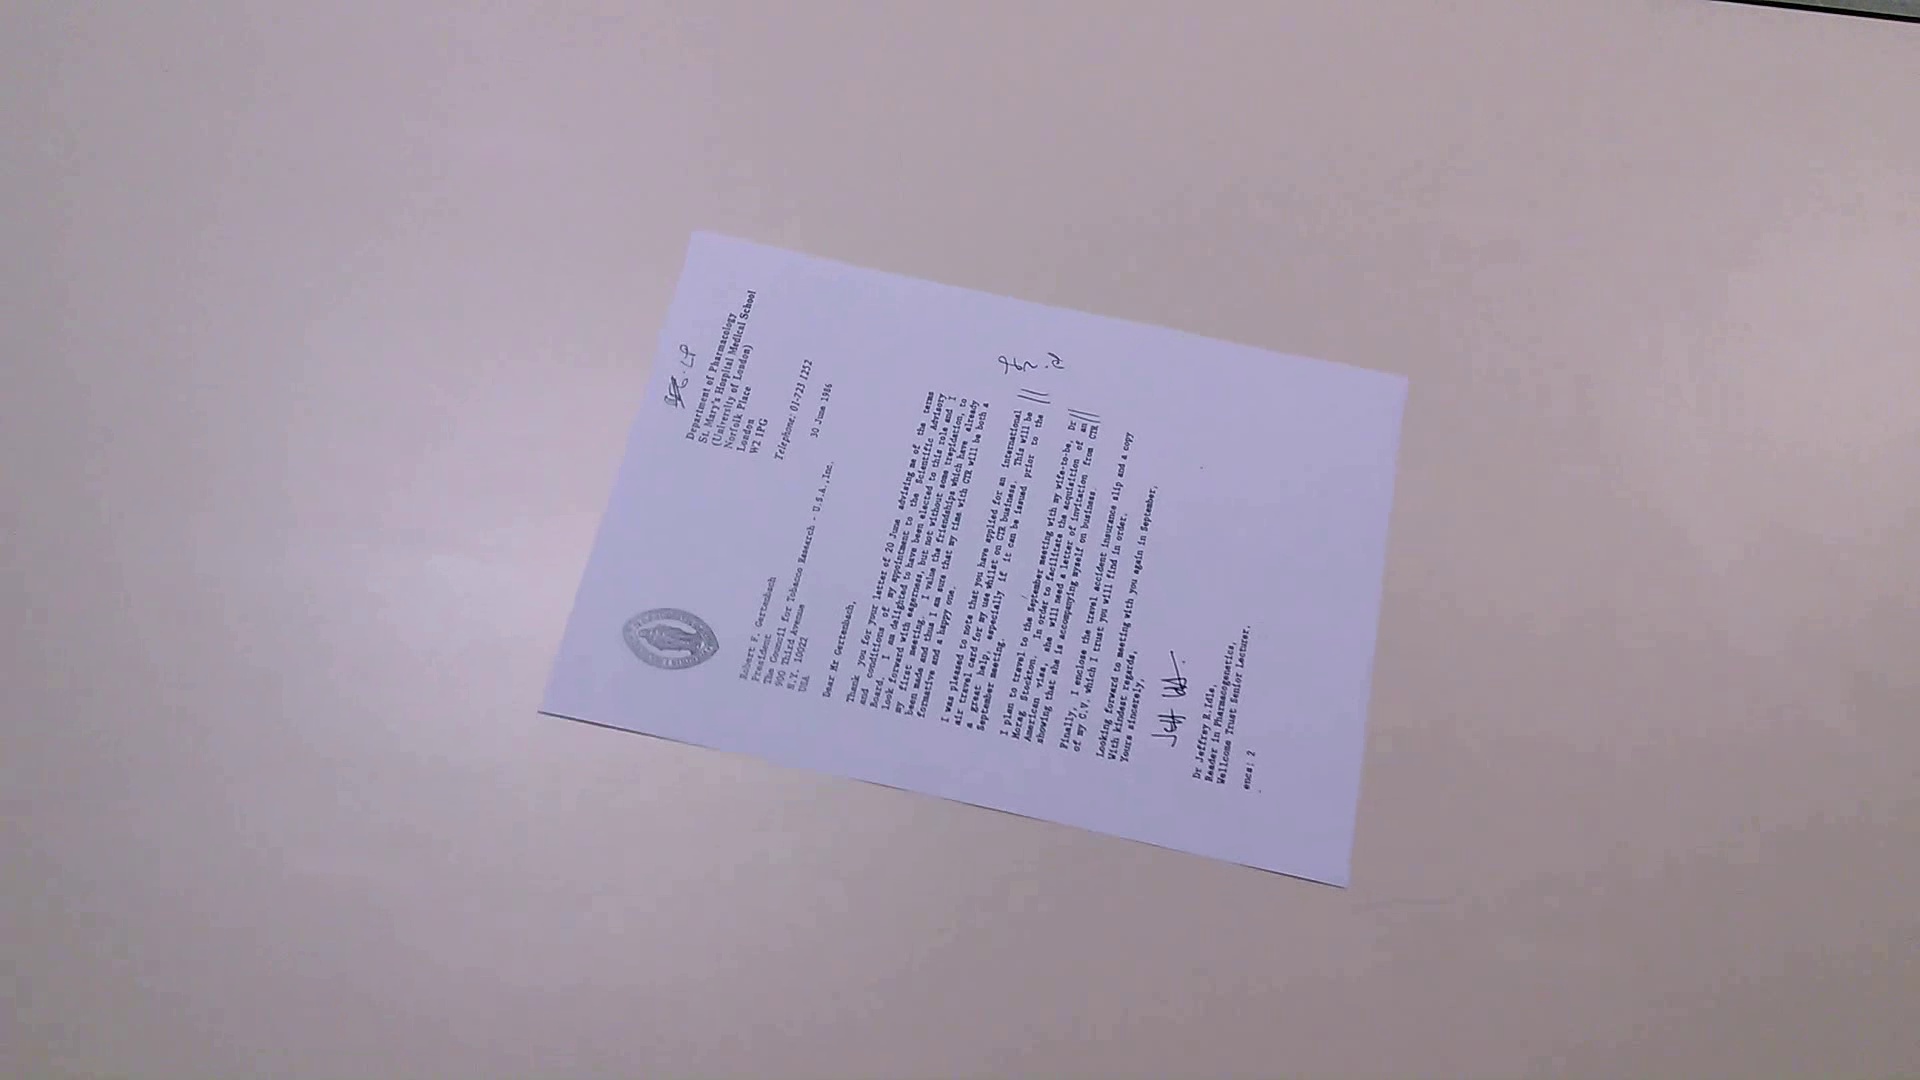 Department of Pharmacology
St. Mary's Hospital Medical School
(University of London)
Norfolk Place
London
W2 1PG
Telephone: 01-723 1252
30 June 1986
Robert F. Gertenbach
President
The Council for Tobacco Research - U.S.A.,Inc.
900 Third Avenue
N.Y. 10022
USA
Dear Mr Gertenbach,
Thank you for your letter of 20 June advising me of the terms
and conditions of my appointment to the Scientific Advisory
Board. I am delighted to have been elected to this role and I
look forward with eagerness, but not without some trepidation, to
my first meeting. I value the friendships which have already
been made and thus I am sure that my time with CTR will be both a
formative and a happy one.
I was pleased to note that you have applied for an international
air travel card for my use whilst on CTR business. This will be
a great help, especially if it can be issued prior to the
September meeting.
I plan to travel to the September meeting with my wife-to-be, Dr
Morag Stockton. In order to facilitate the acquisition of an
American visa, she will need a letter of invitation from CTR
showing that she is accompanying myself on business.
Finally, I enclose the travel accident insurance slip and a copy
of my C.V. which I trust you will find in order.
Looking forward to meeting with you again in September,
With kindest regards,
Yours sincerely,
Dr Jeffrey R. Idle,
Reader in Pharmacogenetics,
Wellcome Trust Senior Lecturer.
encs: 2